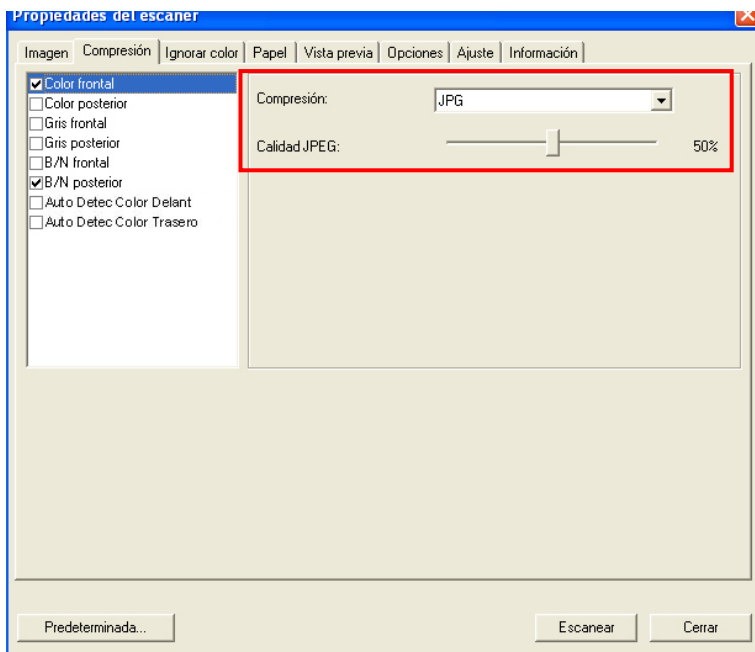 Propiedades del escáner
Imagen Compresión Ignorar color Papel Vista previa Opciones Ajuste Información
Color frontal
Color posterior
Gris frontal
Gris posterior
B/N frontal
B/N posterior
Auto Detec Color Delant
Auto Detec Color Trasero
Compresión: JPG
Calidad JPEG: 50%
Predeterminada... Escanear Cerrar